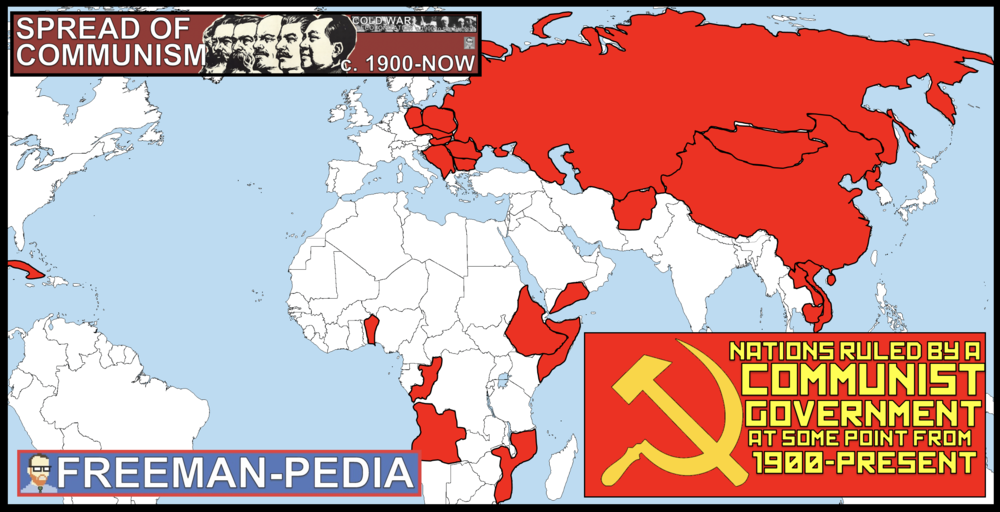 SPREAD OF
COMMUNISM
COLD WAR
c. 1900-NOW
NATIONS RULED BY A
COMMUNIST
GOVERNMENT
AT SOME POINT FROM
1900-PRESENT
FREEMAN-PEDIA